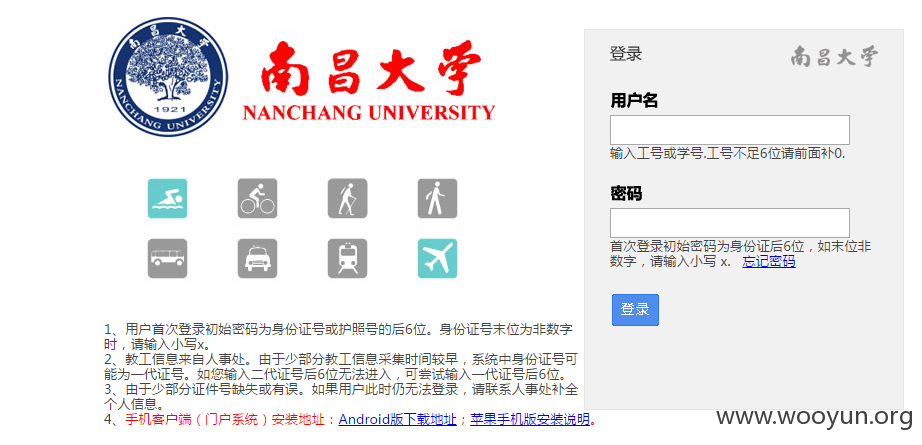 南昌大学
NANCHANG UNIVERSITY
南昌大学
NANCHANG UNIVERSITY
1921
登录
南昌大学
用户名
输入工号或学号.工号不足6位请前面补0.
密码
首次登录初始密码为身份证后6位，如末位非
数字，请输入小写 x. 忘记密码
登录
1、用户首次登录初始密码为身份证号或护照号的后6位。身份证号末位为非数字
时，请输入小写x。
2、教工信息来自人事处。由于少部分教工信息采集时间较早，系统中身份证号可
能为一代证号。如您输入二代证号后6位无法进入，可尝试输入一代证号后6位。
3、由于少部分证件号缺失或有误。如果用户此时仍无法登录，请联系人事处补全
个人信息。
4、手机客户端（门户系统）安装地址：Android版下载地址；苹果手机版安装说明。
www.wooyun.org